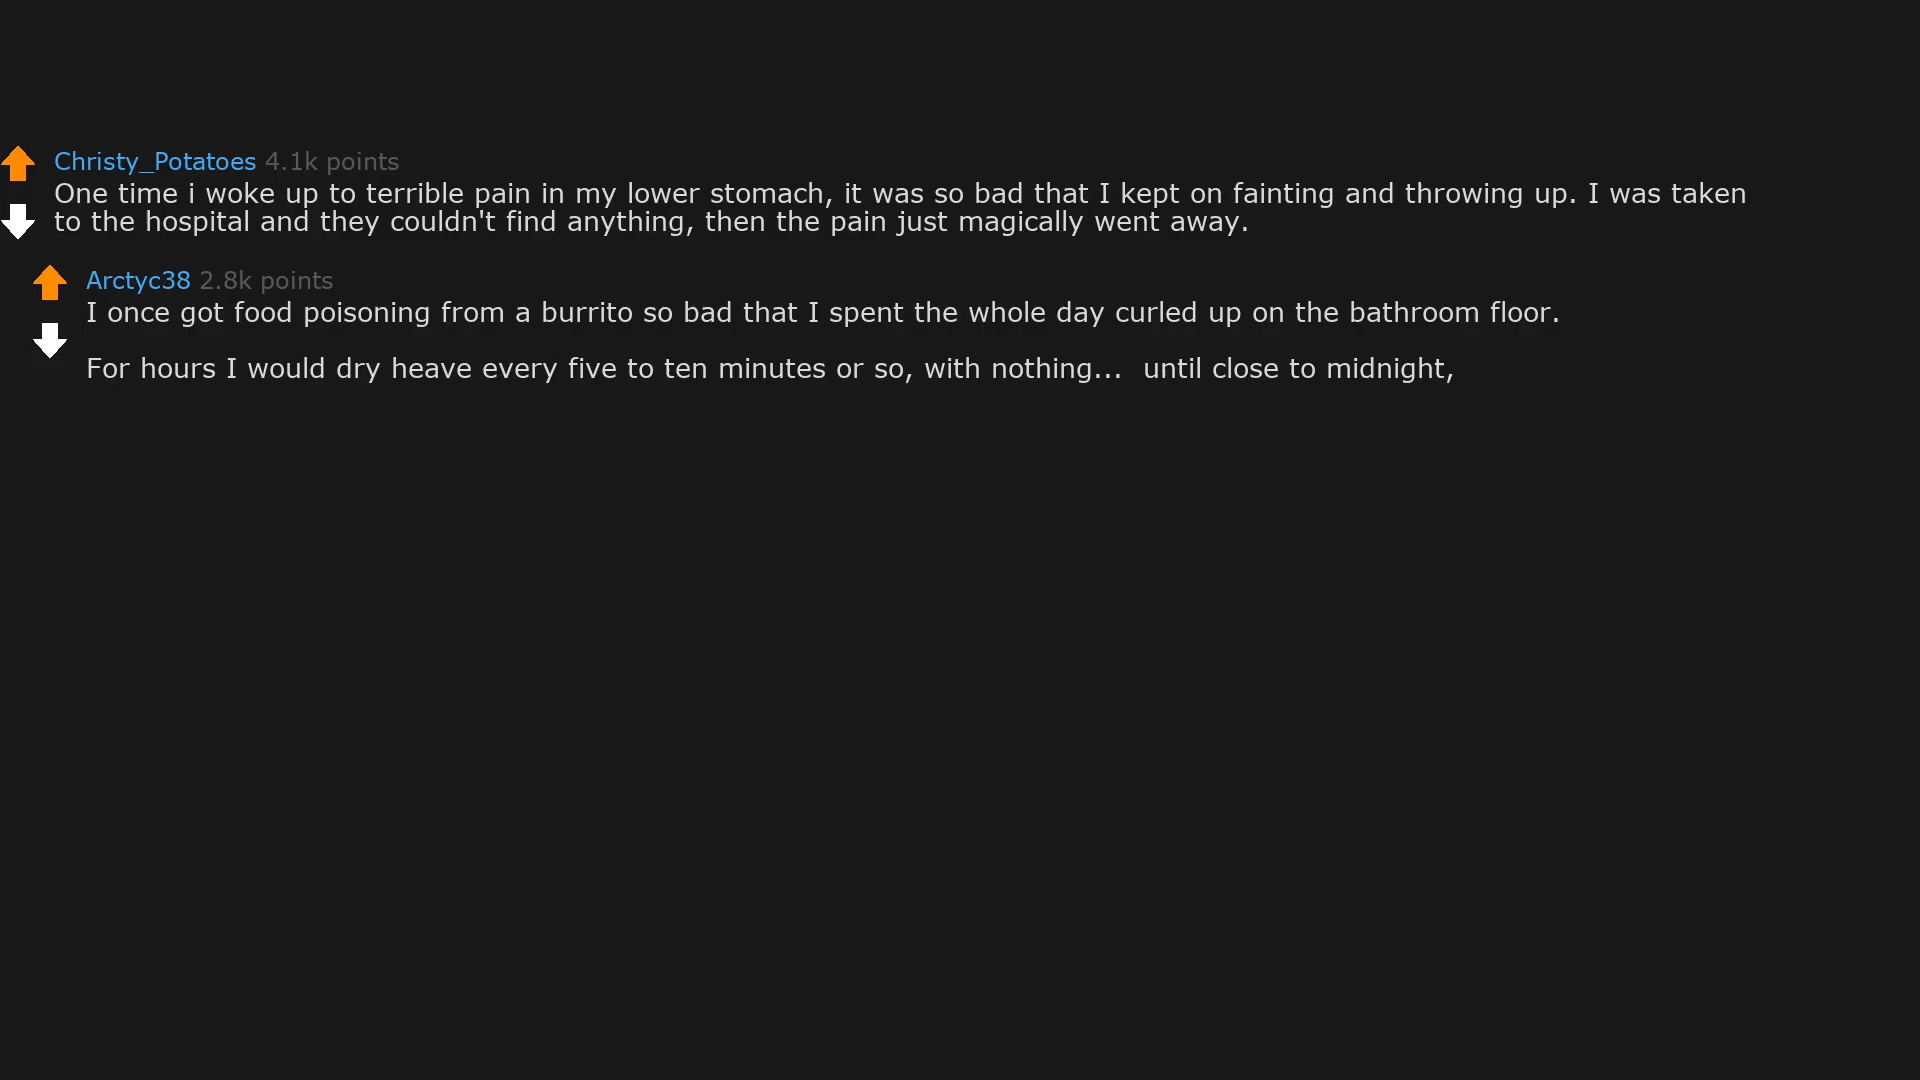 Christy_Potatoes 4.1k points
One time i woke up to terrible pain in my lower stomach, it was so bad that I kept on fainting and throwing up. I was taken
to the hospital and they couldn't find anything, then the pain just magically went away.
Arctyc38 2.8k points
I once got food poisoning from a burrito so bad that I spent the whole day curled up on the bathroom floor.
For hours I would dry heave every five to ten minutes or so, with nothing...  until close to midnight,